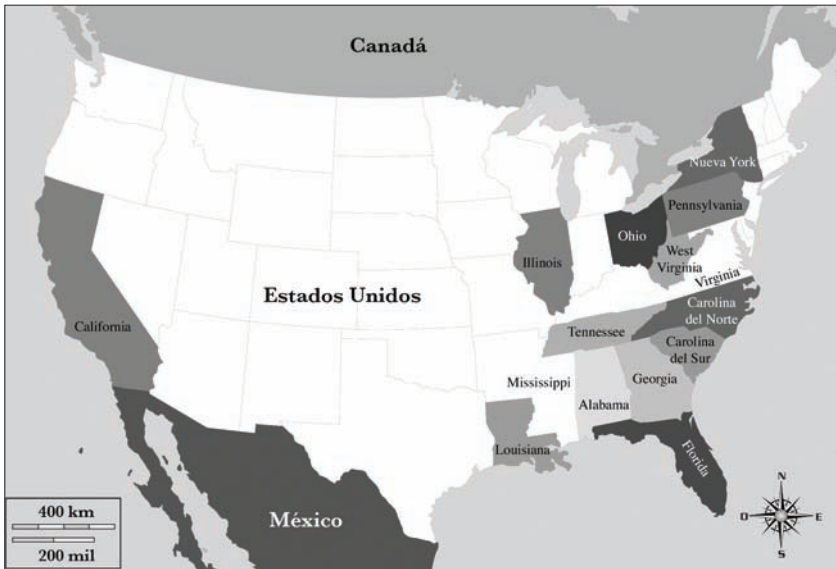 Canadá
Nueva York
Pennsylvania
Ohio
West
Virginia
Illinois
Virginia
Estados Unidos
Carolina
del Norte
California
Tennessee
Carolina
del Sur
Mississippi
Georgia
Alabama
Louisiana
Florida
México
400 km
200 mil
N
O
E
S